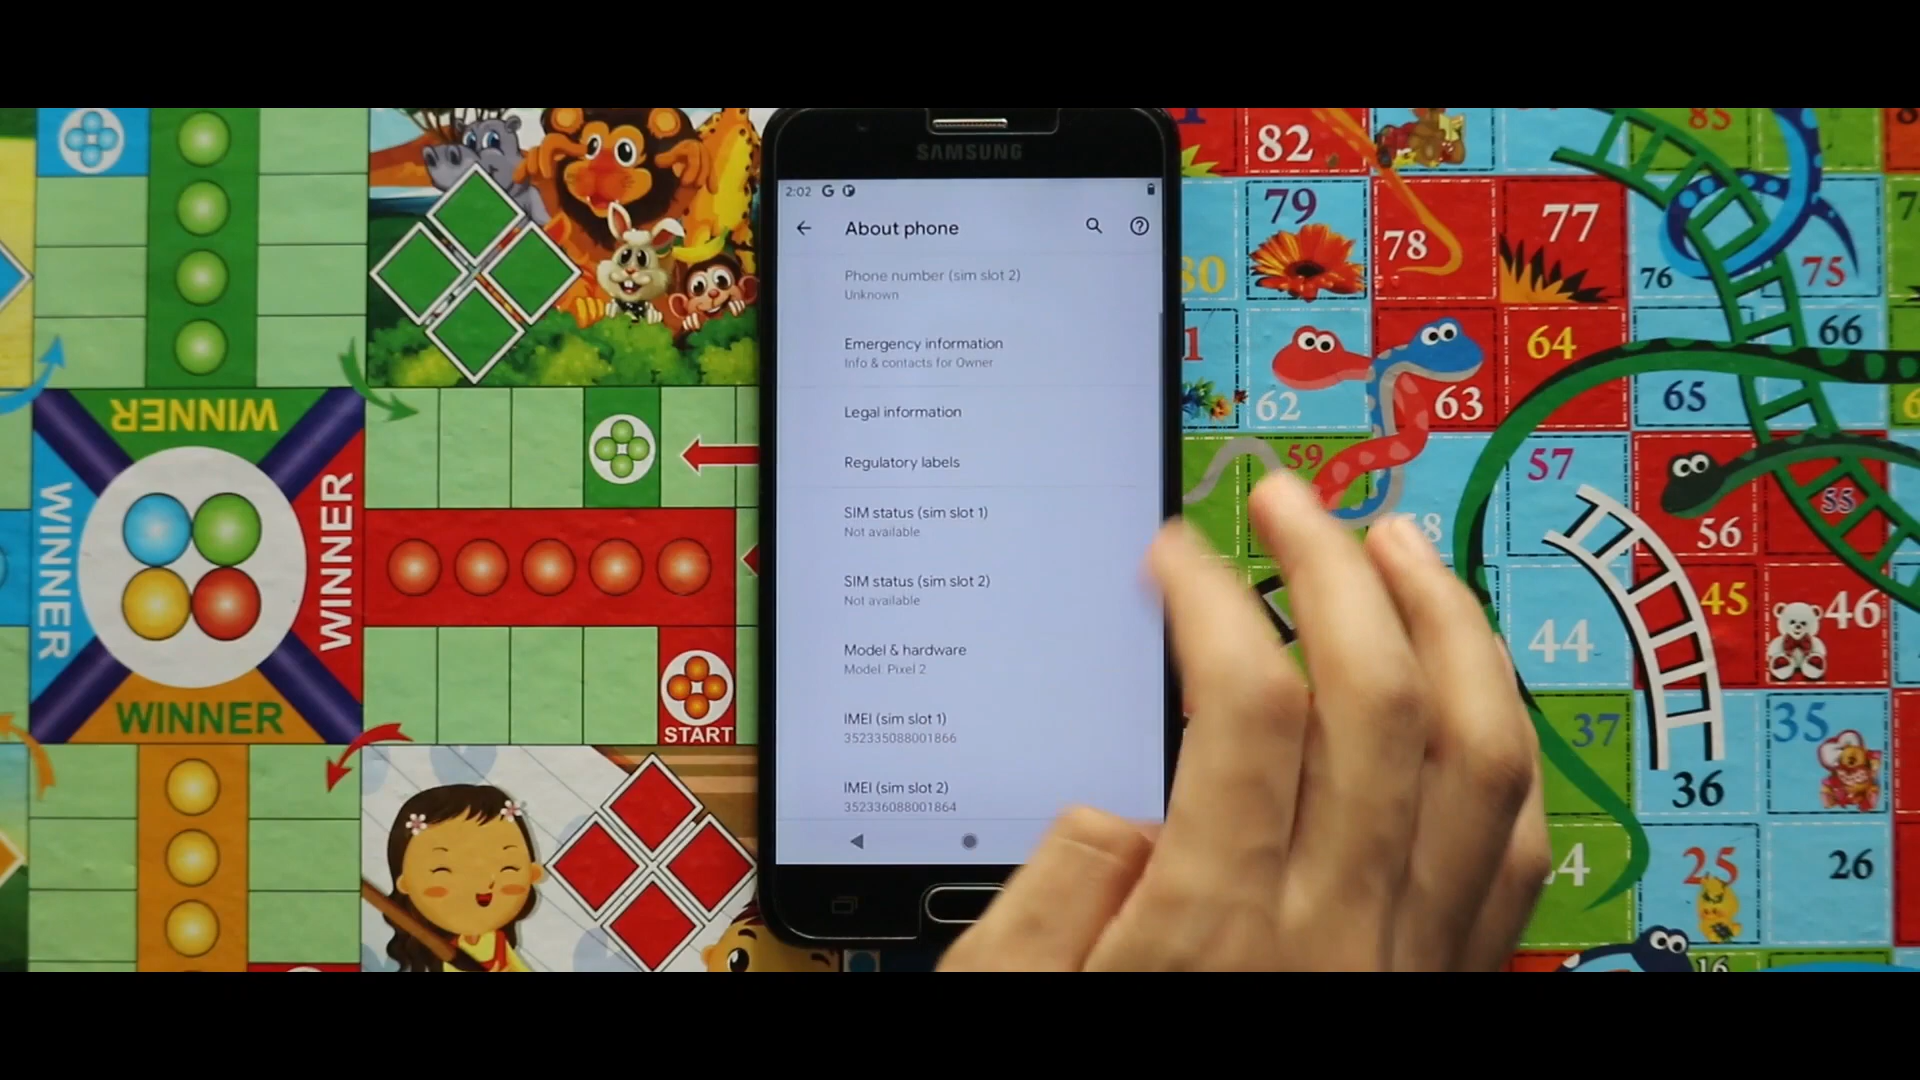 SAMSUNG
2:02
About phone
Phone number (sim slot 2)
Unknown
Emergency information
Info & contacts for Owner
Legal information
Regulatory labels
SIM status (sim slot 1)
Not available
SIM status (sim slot 2)
Not available
Model & hardware
Model: Pixel 2
IMEI (sim slot 1)
352335088001866
IMEI (sim slot 2)
352336088001864
WINNER
WINNER
WINNER
WINNER
START
82
85
79
78
77
76
75
80
62
63
64
65
66
59
57
56
55
44
45
46
37
36
35
25
26
16